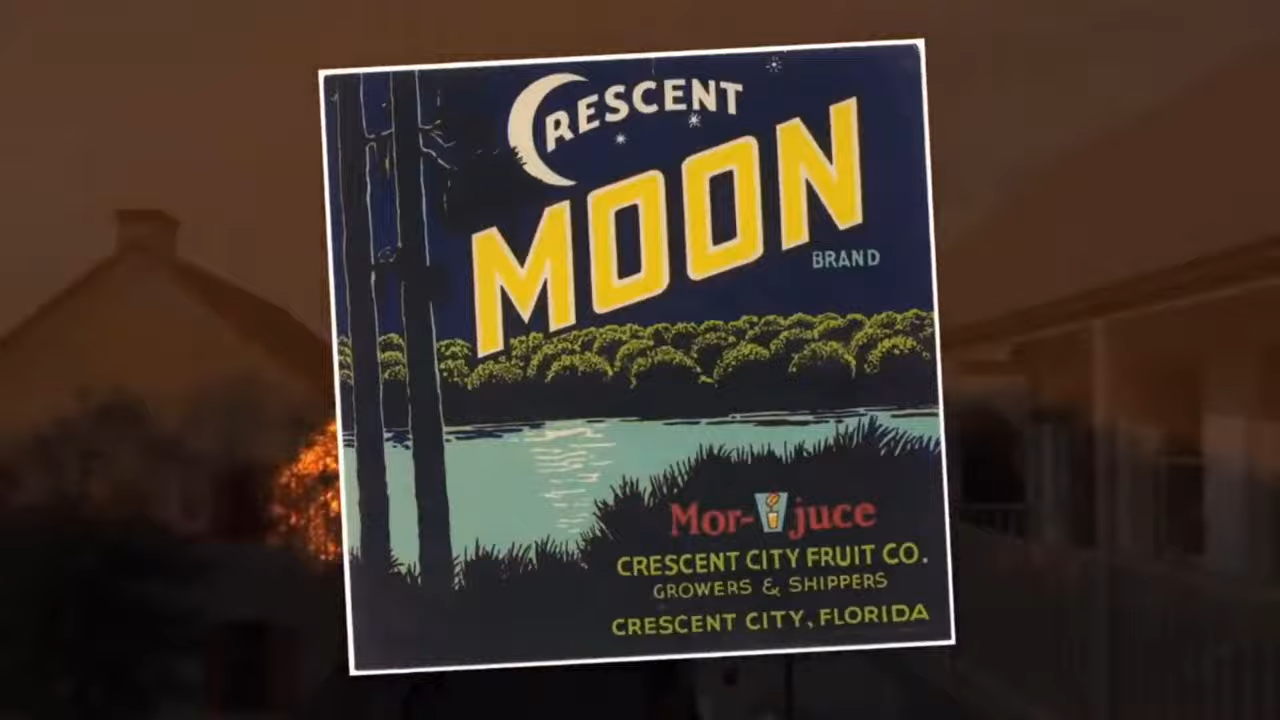 CRESCENT
MOON
BRAND
Mor-juce
CRESCENT CITY FRUIT CO.
GROWERS & SHIPPERS
CRESCENT CITY, FLORIDA